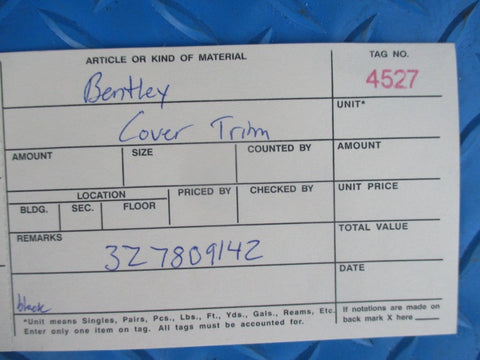 ARTICLE OR KIND OF MATERIAL
TAG NO.
Bentley
4527
Cover Trim
UNIT*
AMOUNT
SIZE
COUNTED BY
AMOUNT
LOCATION
PRICED BY
CHECKED BY
UNIT PRICE
BLDG.
SEC.
FLOOR
REMARKS
TOTAL VALUE
327809142
DATE
black
*Unit means Singles, Pairs, Pcs., Lbs., Ft., Yds., Gals., Reams, Etc.
Enter only one item on tag. All tags must be accounted for.
If notations are made on
back mark X here